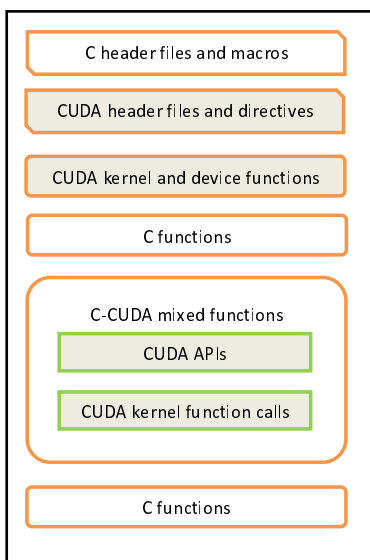 C header files and macros
CUDA header files and directives
CUDA kernel and device functions
C functions
C-CUDA mixed functions
CUDA APIs
CUDA kernel function calls
C functions